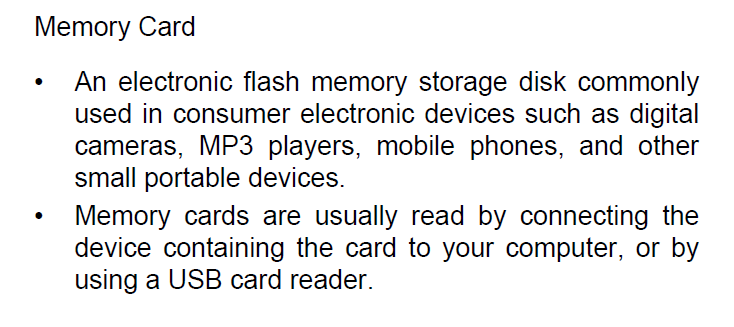 Memory Card
• An electronic flash memory storage disk commonly
used in consumer electronic devices such as digital
cameras, MP3 players, mobile phones, and other
small portable devices.
• Memory cards are usually read by connecting the
device containing the card to your computer, or by
using a USB card reader.